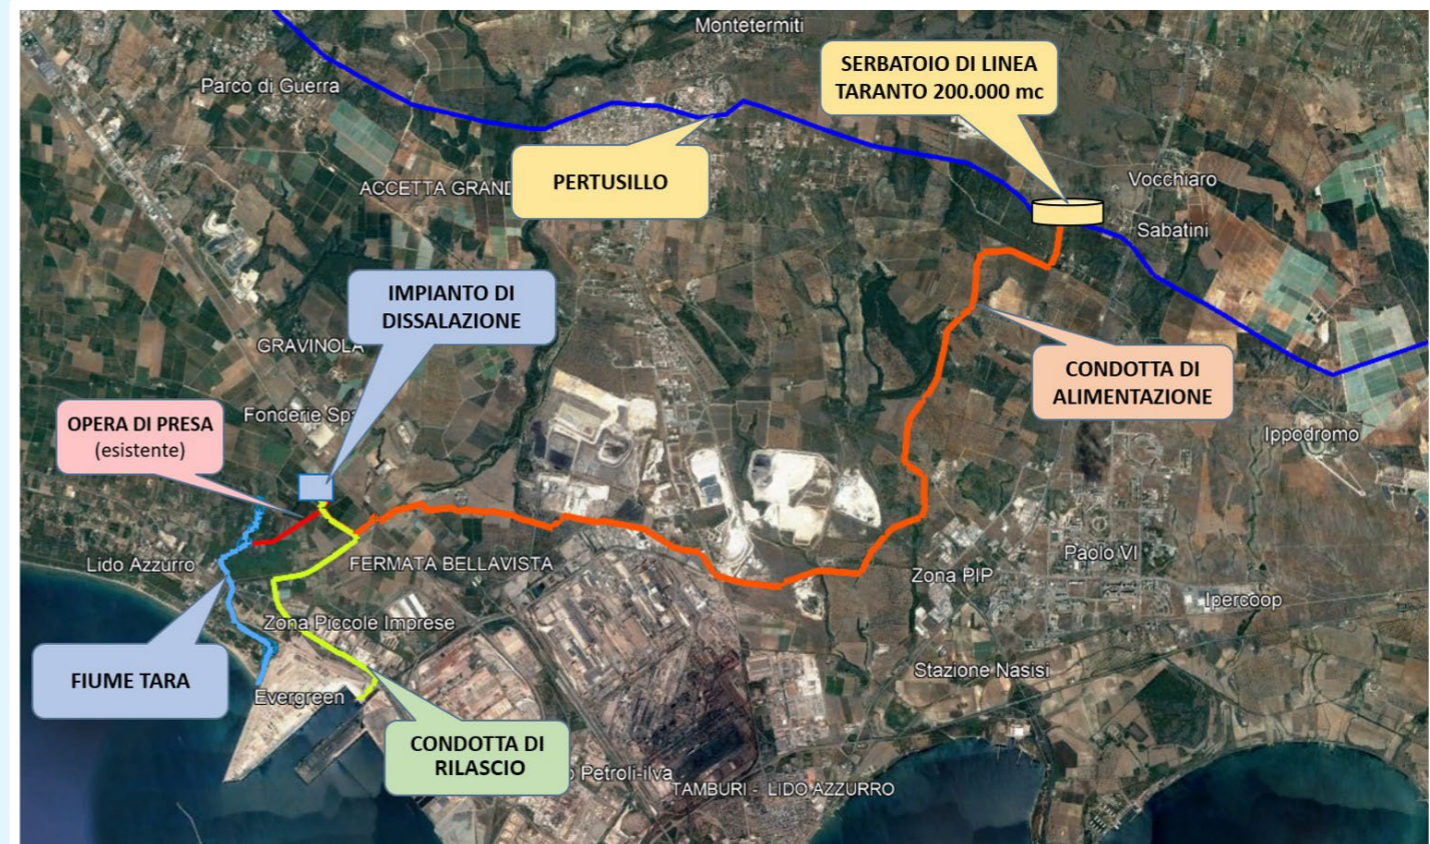 Montetermiti
SERBATOIO DI LINEA
TARANTO 200.000 mc
Parco di Guerra
PERTUSILLO
ACCETTA GRAND
Vocchiaro
Sabatini
IMPIANTO DI
DISSALAZIONE
GRAVINOLA
CONDOTTA DI
ALIMENTAZIONE
OPERA DI PRESA
(esistente)
Fonderie Spa
Ippodromo
Lido Azzurro
FERMATA BELLAVISTA
Paolo VI
Zona PIP
Ipercoop
Zona Piccole Imprese
FIUME TARA
Evergreen
Stazione Nasisi
CONDOTTA DI
RILASCIO
Petroli-ilva
TAMBURI - LIDO AZZURRO